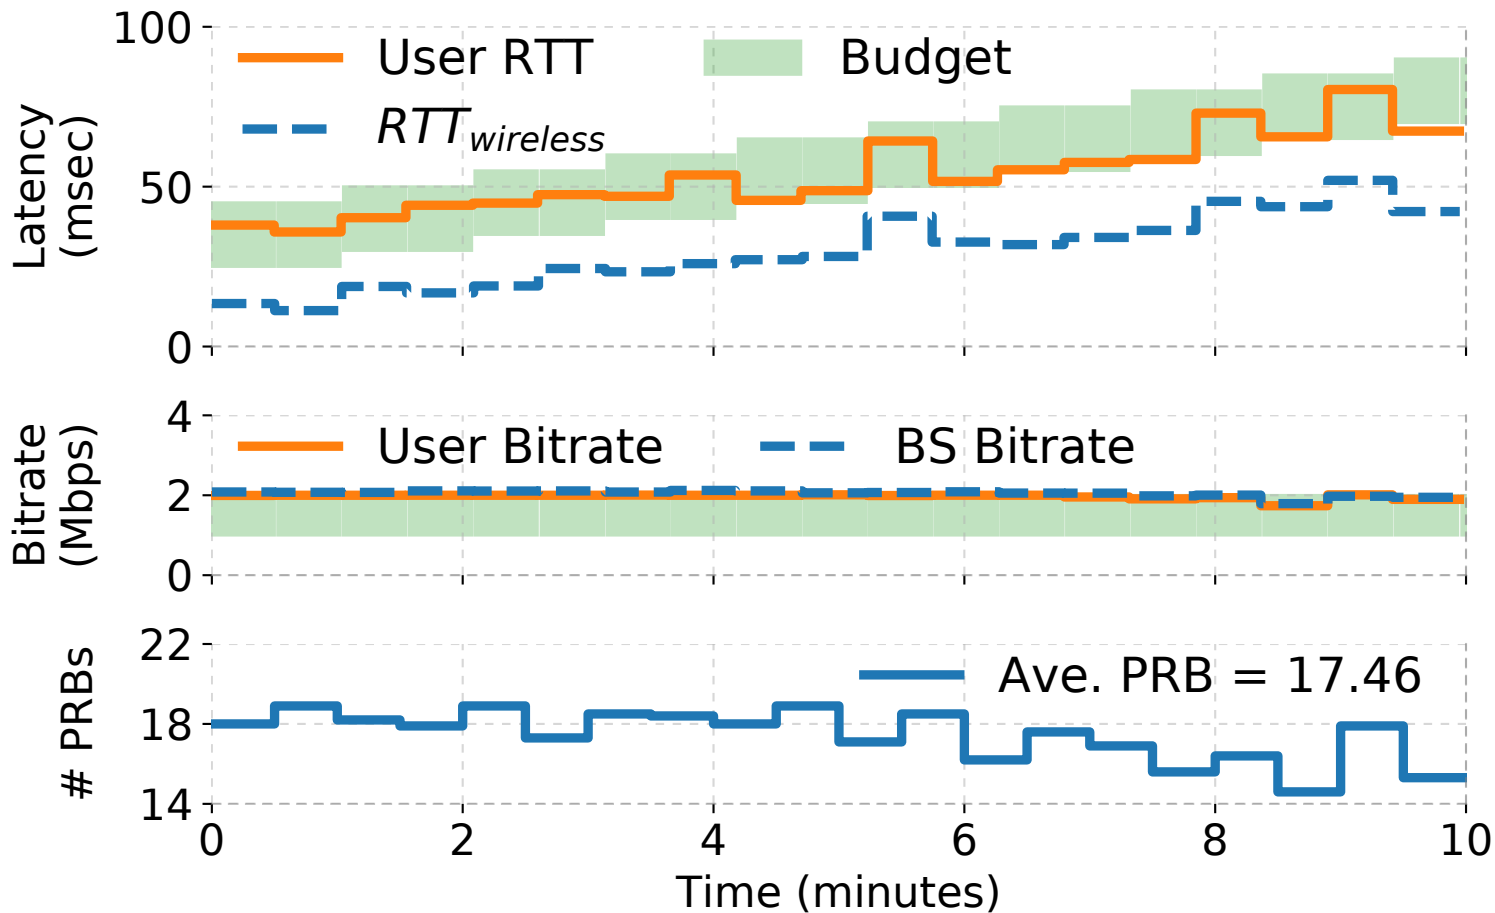 100
User RTT
Budget
RTTwireless
Latency
(msec)
50
0
4
User Bitrate
BS Bitrate
Bitrate
(Mbps)
2
0
22
Ave. PRB = 17.46
# PRBs
18
14
0 2 4 6 8 10
Time (minutes)